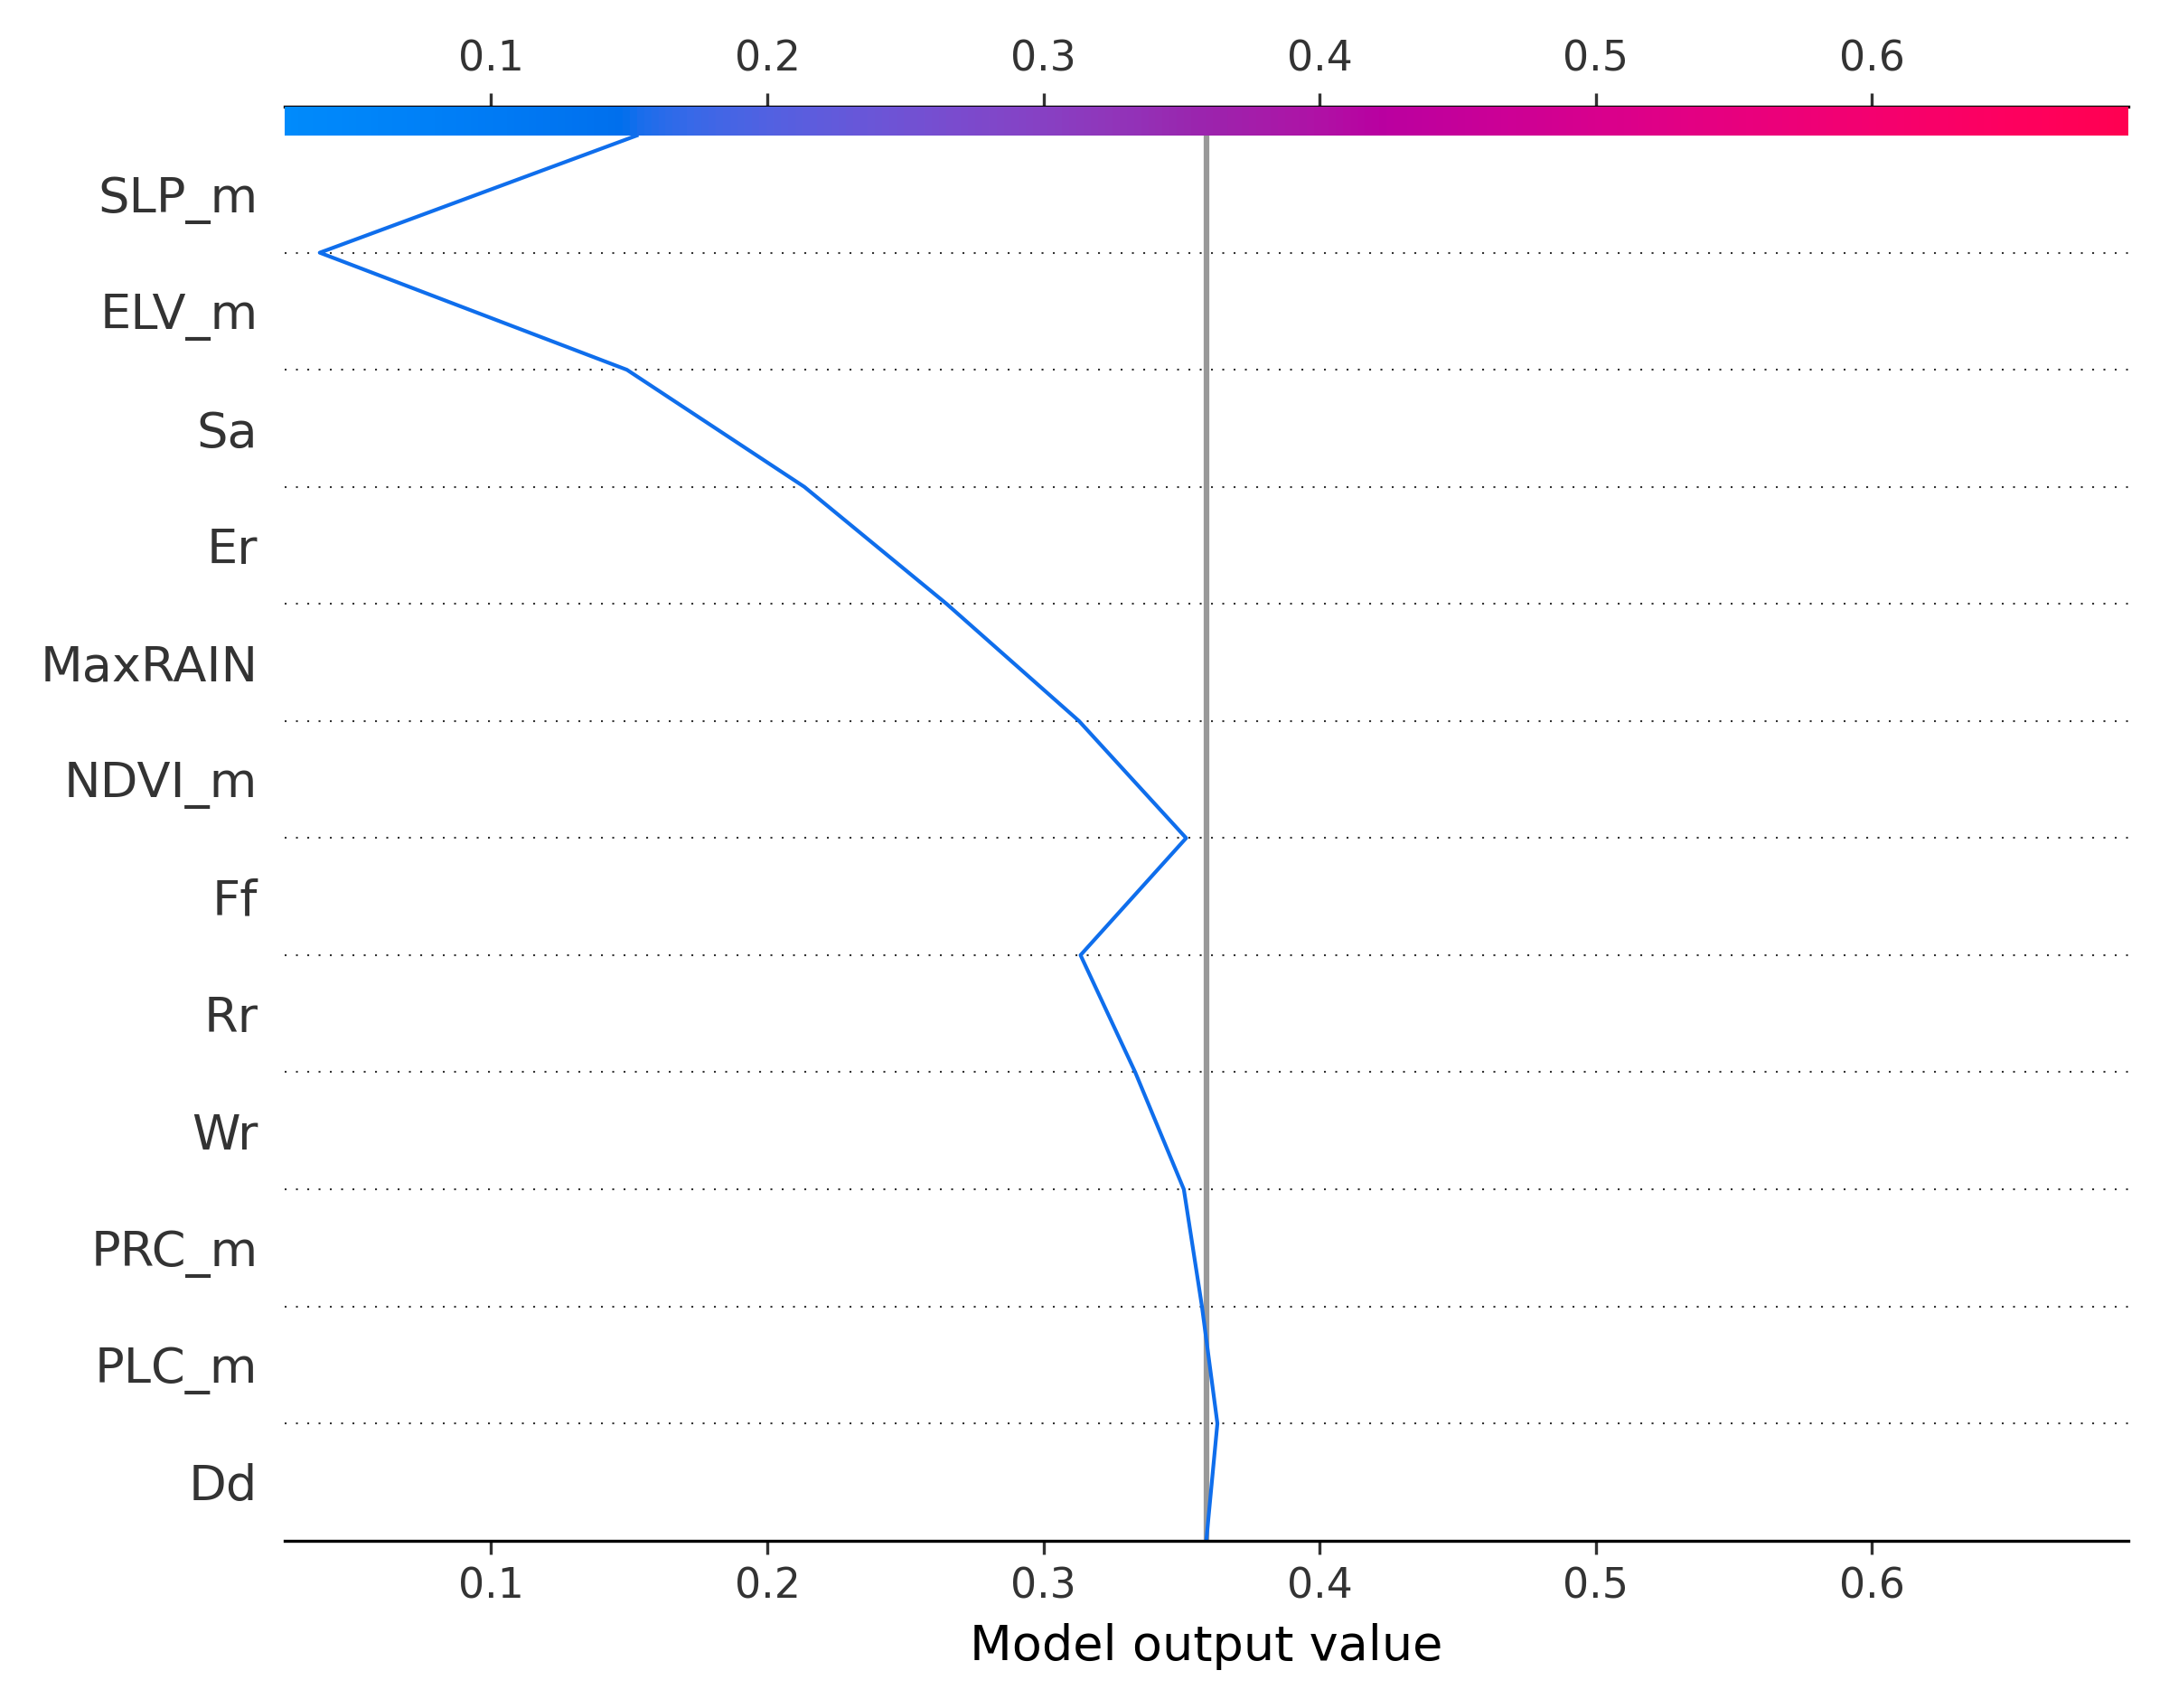 0.1 0.2 0.3 0.4 0.5 0.6
SLP_m
ELV_m
Sa
Er
MaxRAIN
NDVI_m
Ff
Rr
Wr
PRC_m
PLC_m
Dd
0.1 0.2 0.3 0.4 0.5 0.6
Model output value